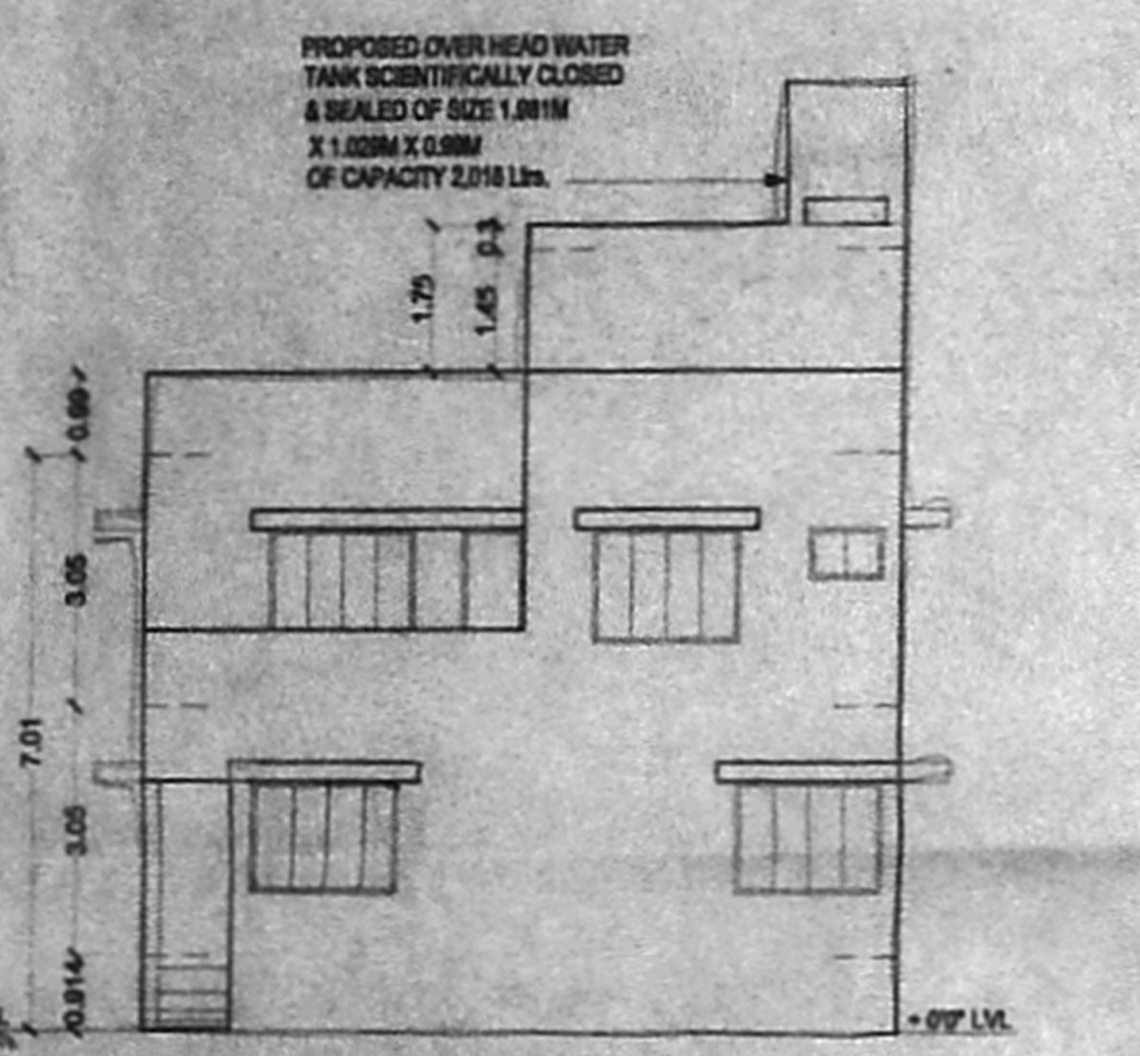 PROPOSED OVER HEAD WATER
TANK SCIENTIFICALLY CLOSED
& SEALED OF SIZE 1.981M
X 1.029M X 0.99M
OF CAPACITY 2,018 Ltrs.
0.3
1.75
1.45
0.99
3.05
7.01
3.05
0.914
0'0" LVL